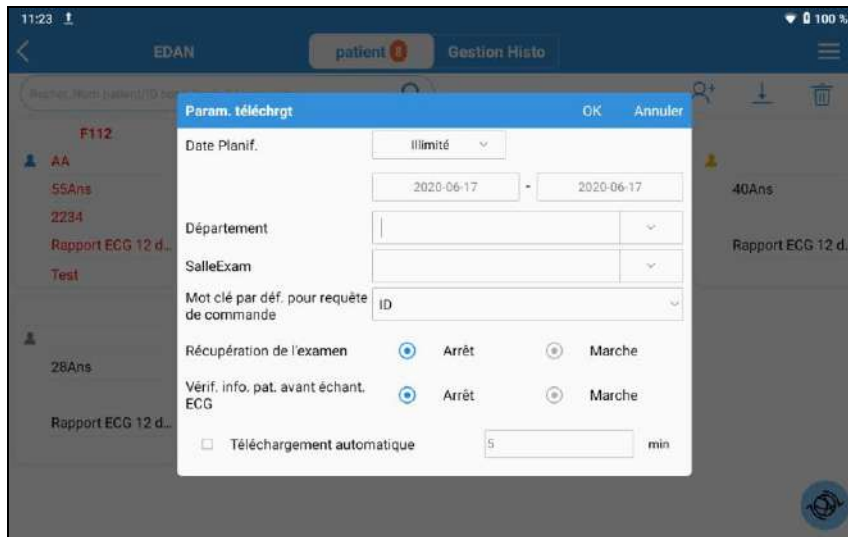 11:23
100 %
EDAN
patient 8
Gestion Histo
Param. téléchrgt
OK
Annuler
Date Planif.
Illimité
2020-06-17 - 2020-06-17
Département
SalleExam
Mot clé par déf. pour requête
de commande
ID
Récupération de l'examen
Arrêt
Marche
Vérif. info. pat. avant échant.
ECG
Arrêt
Marche
Téléchargement automatique
5
min
F112
AA
55Ans
2234
Rapport ECG 12 d...
Test
40Ans
Rapport ECG 12 d.
28Ans
Rapport ECG 12 d...